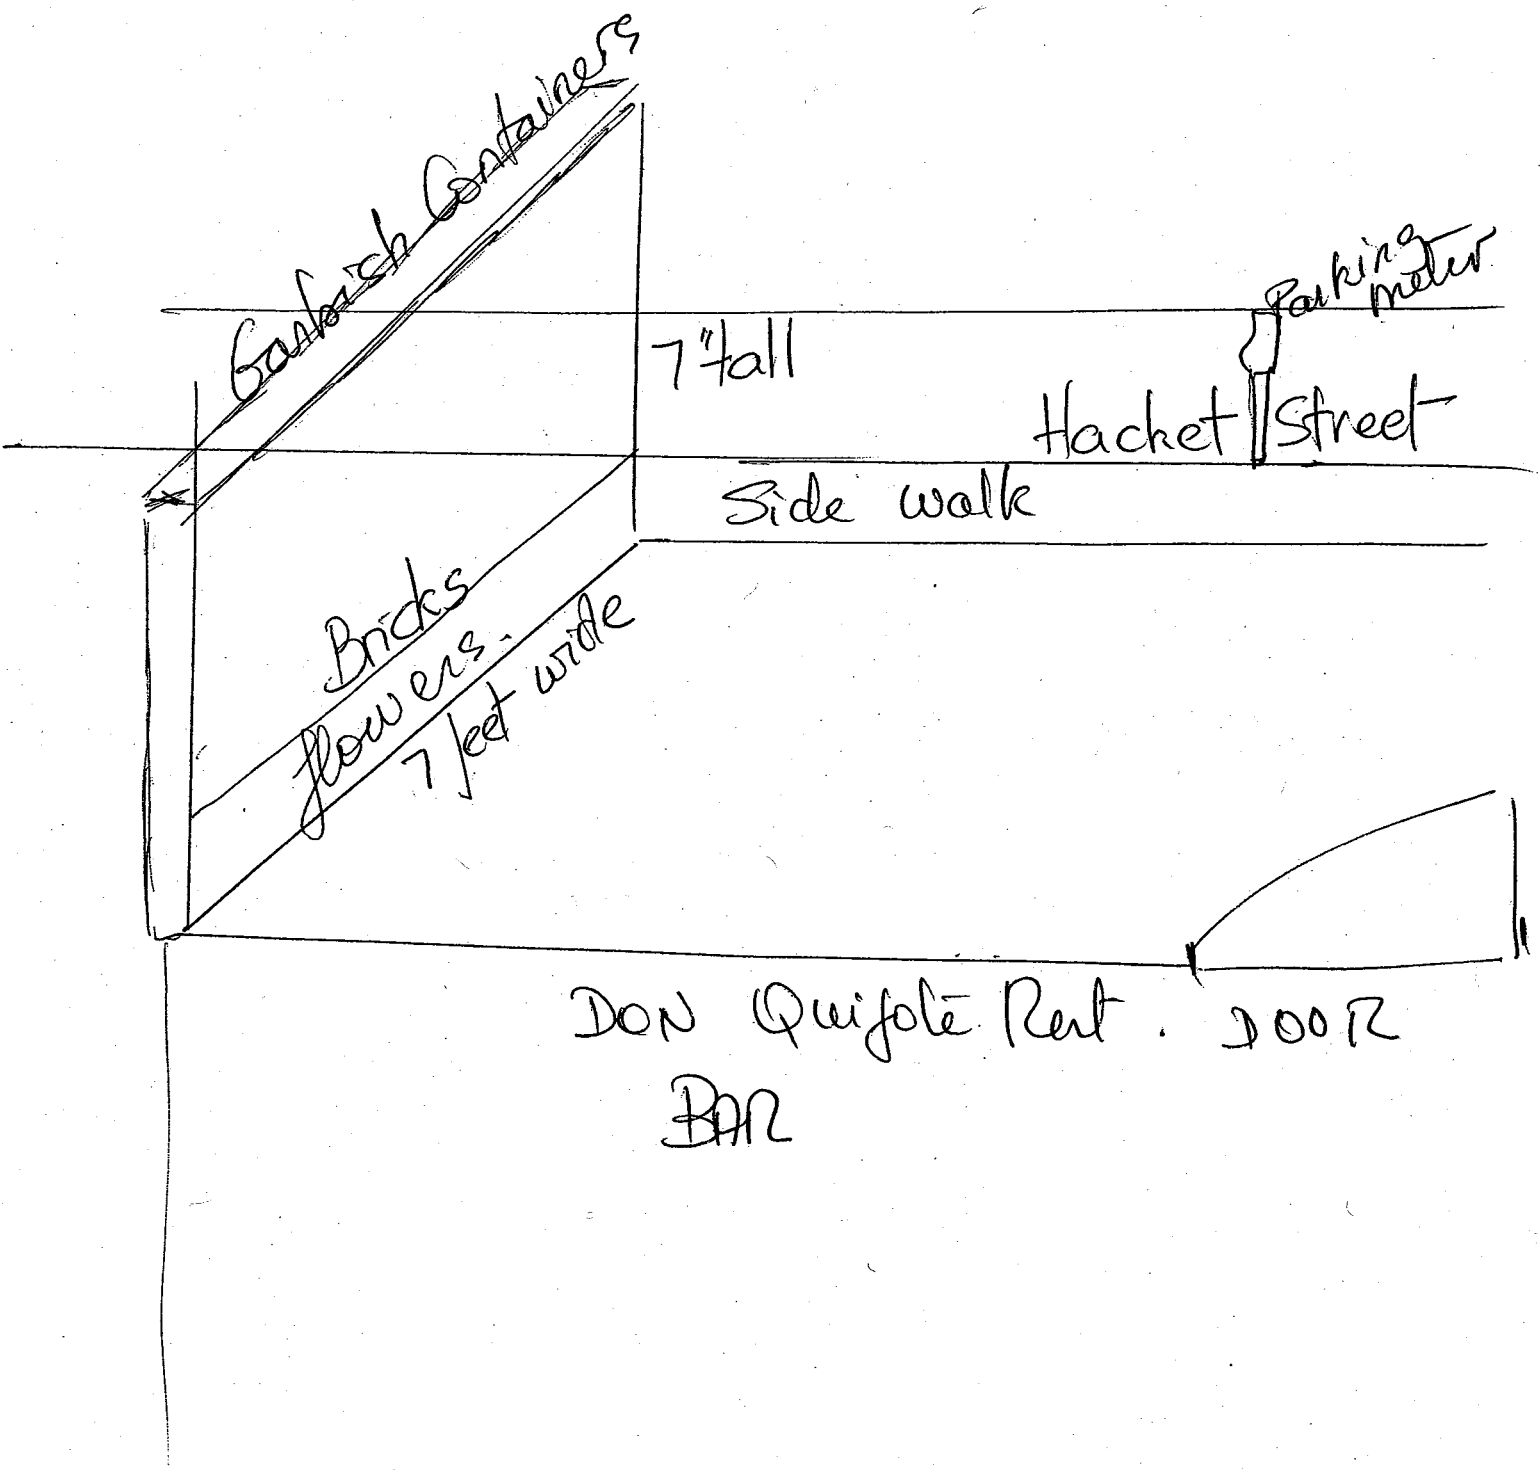 Garbish Containers
Parking
meter
7" tall
Hacket Street
Side walk
Bricks
flowers.
7 feet wide
DON Quijote Rest. DOOR
BAR